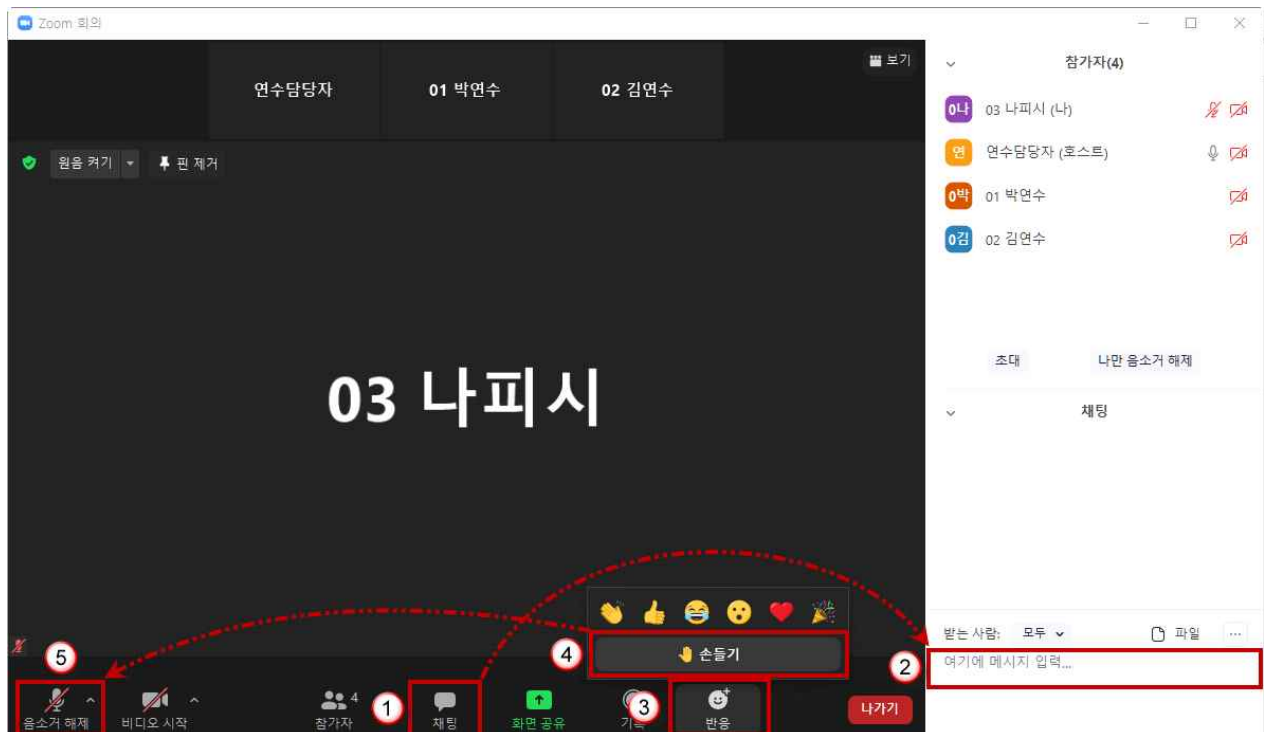 Zoom 회의
연수담당자
01 박연수
02 김연수
보기
원음 켜기
핀 제거
03 나피시
참가자(4)
0나 03 나피시 (나)
연 연수담당자 (호스트)
0박 01 박연수
0김 02 김연수
초대
나만 음소거 해제
채팅
받는 사람: 모두
파일
...
② 여기에 메시지 입력...
④ 손들기
⑤
음소거 해제
비디오 시작
4
참가자
①
채팅
화면 공유
③
반응
나가기